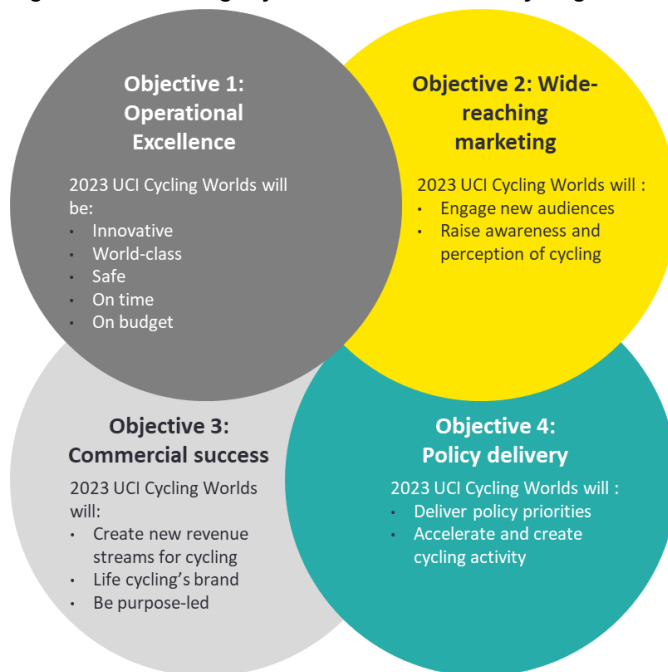 Objective 1:
Operational
Excellence
2023 UCI Cycling Worlds will
be:
• Innovative
• World-class
• Safe
• On time
• On budget
Objective 2: Wide-
reaching
marketing
2023 UCI Cycling Worlds will :
• Engage new audiences
• Raise awareness and
perception of cycling
Objective 3:
Commercial success
2023 UCI Cycling Worlds
will:
• Create new revenue
streams for cycling
• Life cycling’s brand
• Be purpose-led
Objective 4:
Policy delivery
2023 UCI Cycling Worlds will :
• Deliver policy priorities
• Accelerate and create
cycling activity